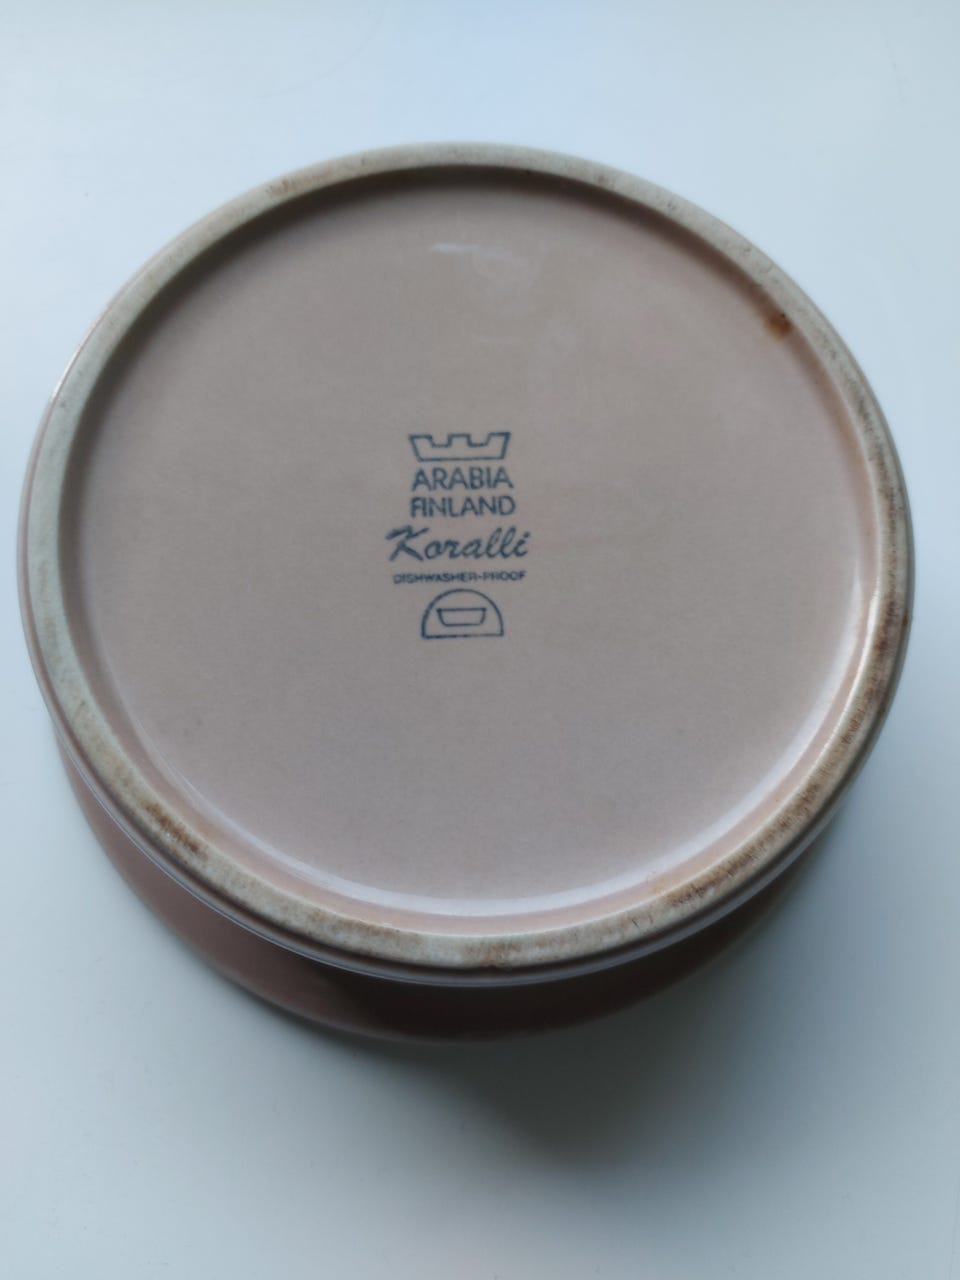 ARABIA
FINLAND
Koralli
DISHWASHER-PROOF